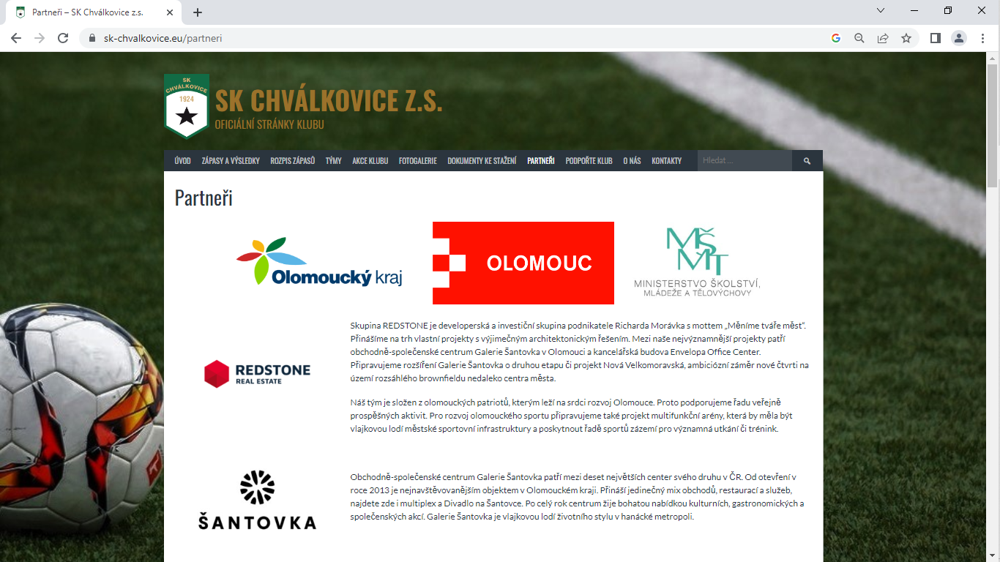 Partneři – SK Chválkovice z.s.
sk-chvalkovice.eu/partneri
SK
CHVÁLKOVICE
1924
SK CHVÁLKOVICE Z.S.
OFICIÁLNÍ STRÁNKY KLUBU
ÚVOD ZÁPASY A VÝSLEDKY ROZPIS ZÁPASŮ TÝMY AKCE KLUBU FOTOGALERIE DOKUMENTY KE STAŽENÍ PARTNEŘI PODPOŘTE KLUB O NÁS KONTAKTY Hledat …
Partneři
Olomoucký kraj
OLOMOUC
MŠMT
MINISTERSTVO ŠKOLSTVÍ,
MLÁDEŽE A TĚLOVÝCHOVY
REDSTONE
REAL ESTATE
Skupina REDSTONE je developerská a investiční skupina podnikatele Richarda Morávka s mottem „Měníme tváře měst“.
Přinášíme na trh vlastní projekty s výjimečným architektonickým řešením. Mezi naše nejvýznamnější projekty patří
obchodně-společenské centrum Galerie Šantovka v Olomouci a kancelářská budova Envelopa Office Center.
Připravujeme rozšíření Galerie Šantovka o druhou etapu či projekt Nová Velkomoravská, ambiciózní záměr nové čtvrti na
území rozsáhlého brownfieldu nedaleko centra města.
Náš tým je složen z olomouckých patriotů, kterým leží na srdci rozvoj Olomouce. Proto podporujeme řadu veřejně
prospěšných aktivit. Pro rozvoj olomouckého sportu připravujeme také projekt multifunkční arény, která by měla být
vlajkovou lodí městské sportovní infrastruktury a poskytnout řadě sportů zázemí pro významná utkání či trénink.
ŠANTOVKA
Obchodně-společenské centrum Galerie Šantovka patří mezi deset největších center svého druhu v ČR. Od otevření v
roce 2013 je nejnavštěvovanějším objektem v Olomouckém kraji. Přináší jedinečný mix obchodů, restaurací a služeb,
najdete zde i multiplex a Divadlo na Šantovce. Po celý rok centrum žije bohatou nabídkou kulturních, gastronomických a
společenských akcí. Galerie Šantovka je vlajkovou lodí životního stylu v hanácké metropoli.